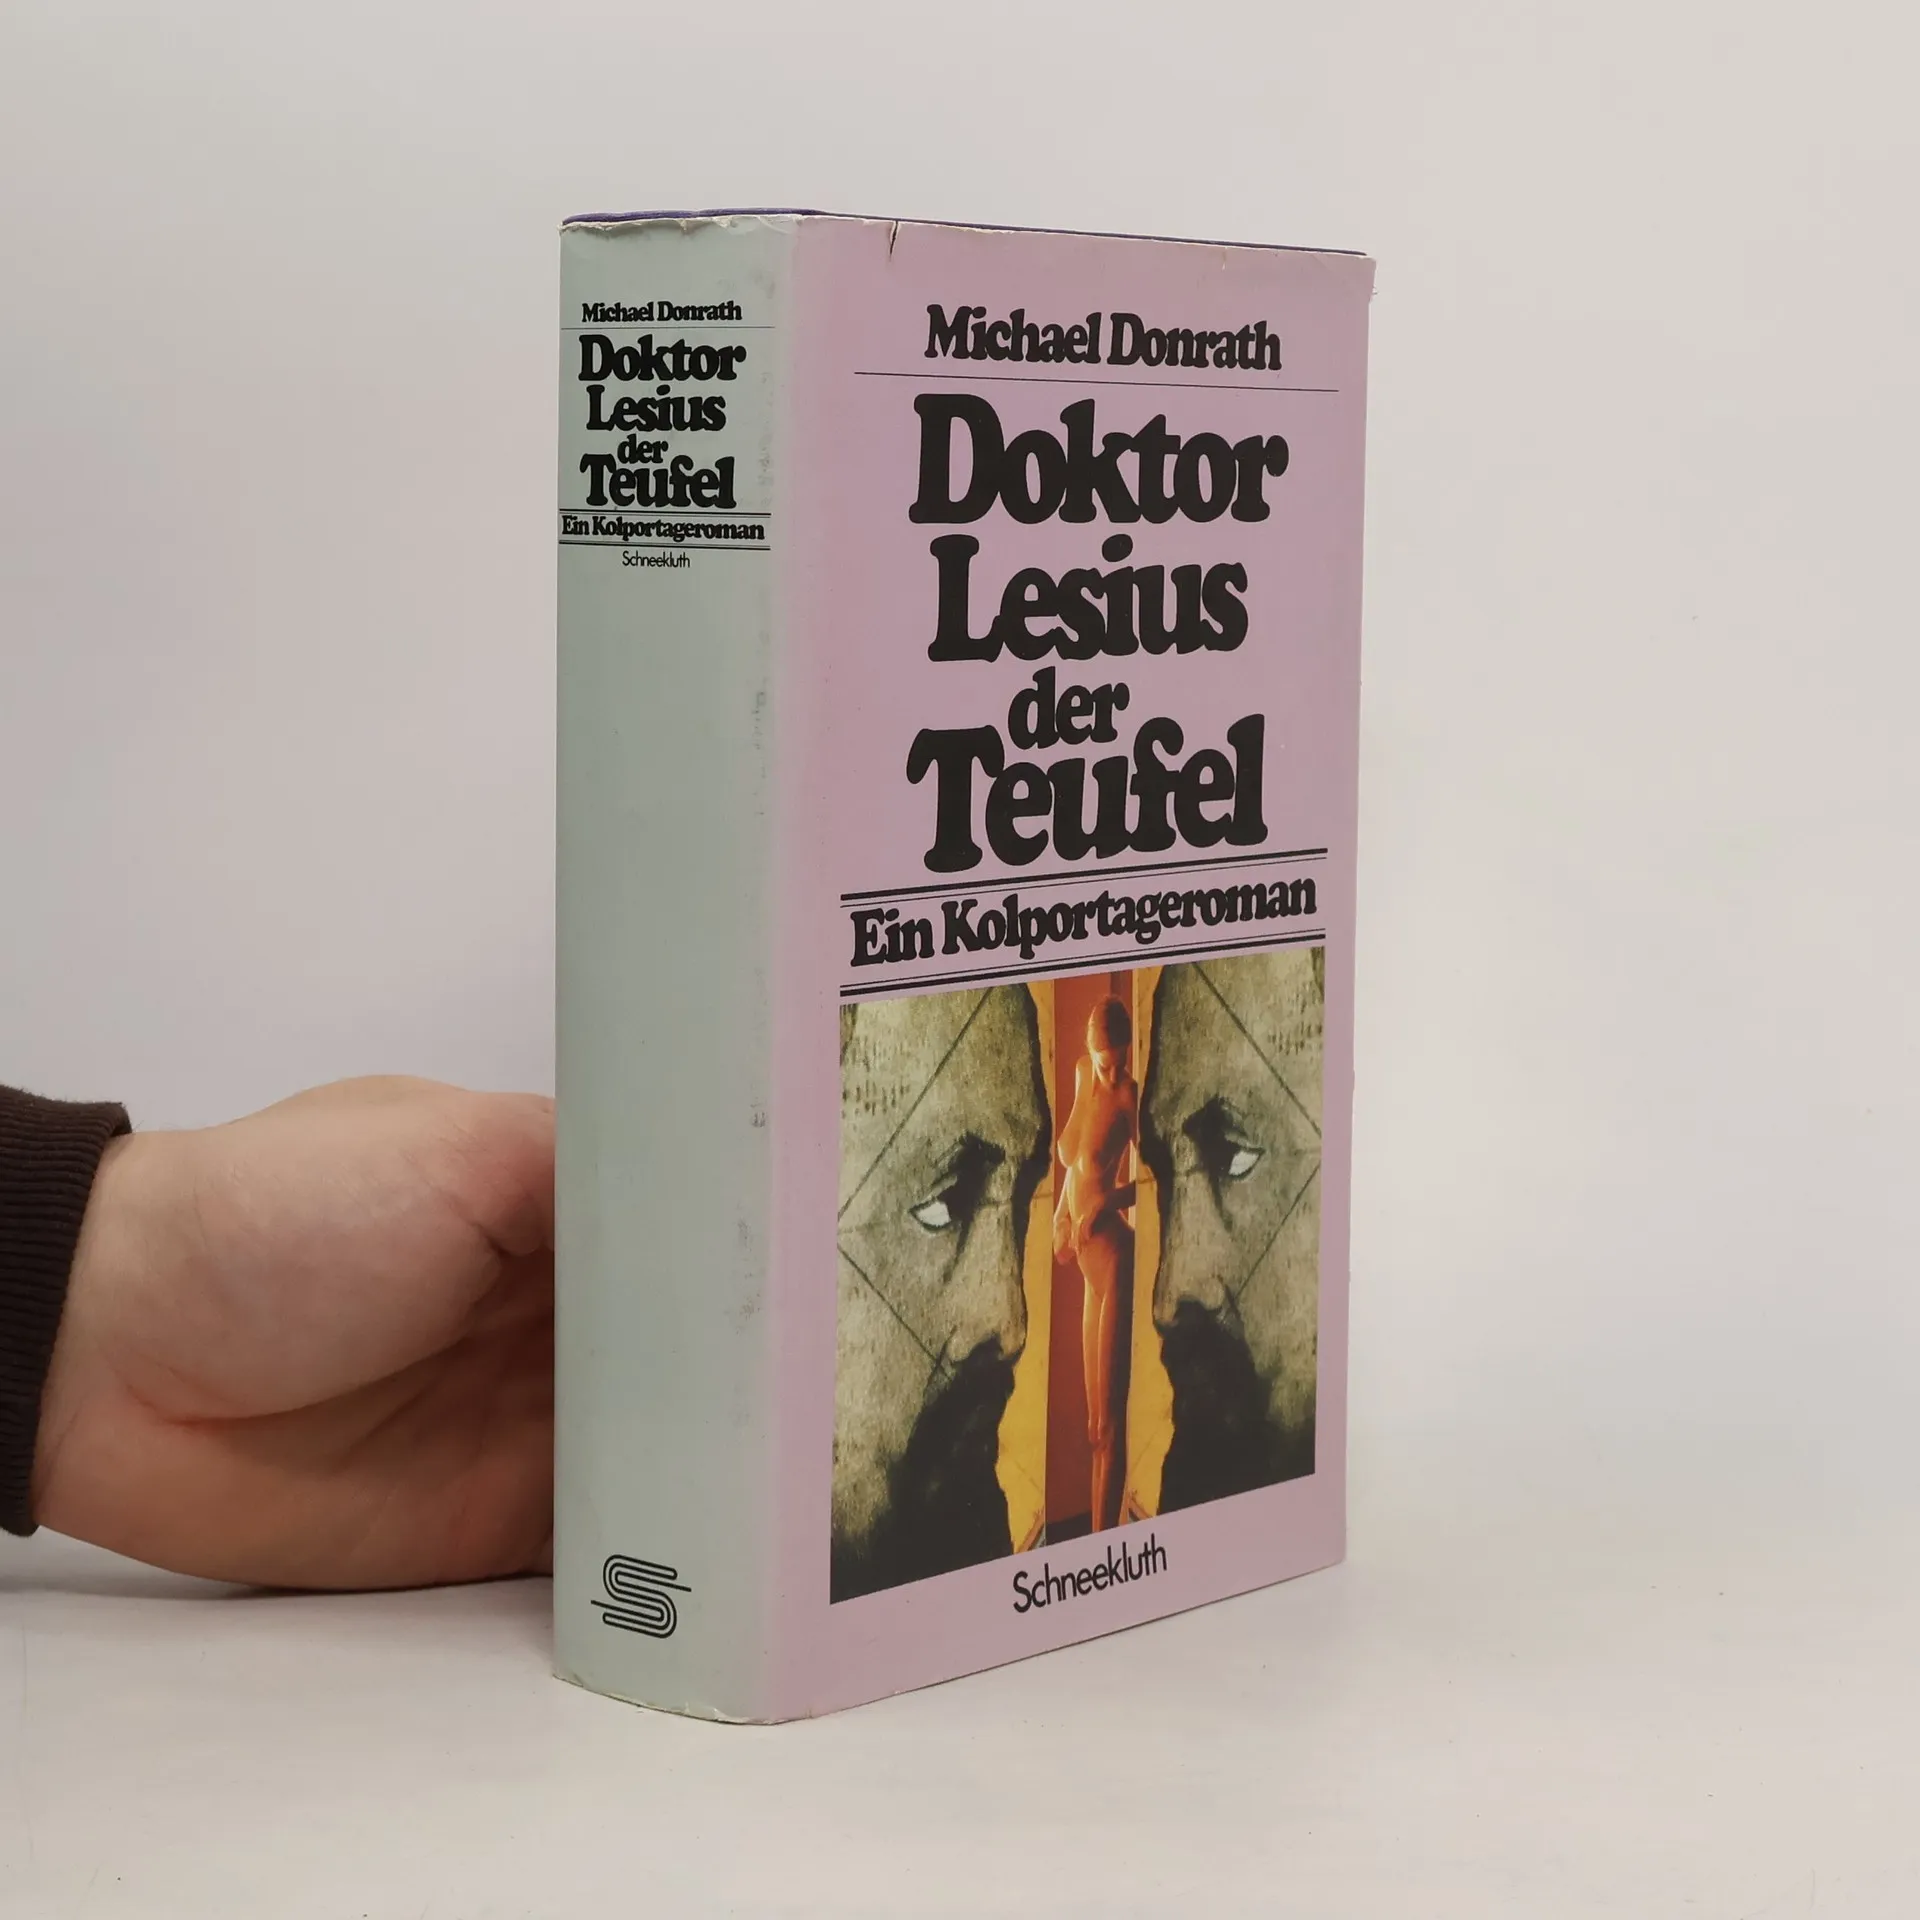 Michael Donrath
Doktor
Lesius
der
Teufel
Ein Kolportageroman
Schneekluth
Michael Donrath
Doktor
Lesius
der
Teufel
Ein Kolportageroman
Schneekluth